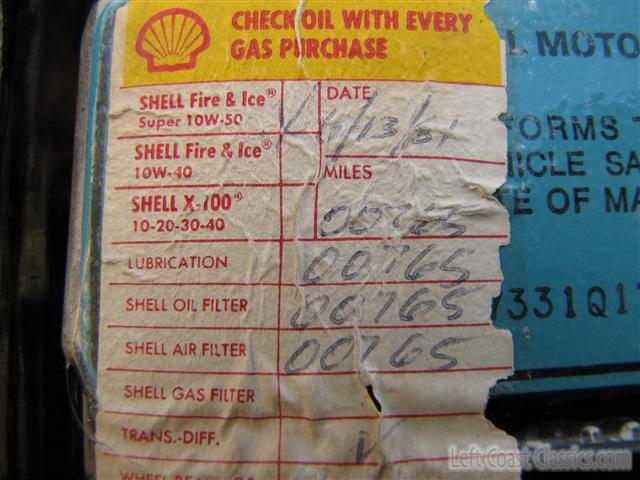 CHECK OIL WITH EVERY
GAS PURCHASE
L MOTO
SHELL Fire & Ice®
Super 10W-50
DATE
/13/81
ORMS T
SHELL Fire & Ice®
10W-40
MILES
ICLE SA
SHELL X-100®
10-20-30-40
00765
E OF MA
LUBRICATION
00765
SHELL OIL FILTER
00765
331Q1
SHELL AIR FILTER
00765
SHELL GAS FILTER
TRANS.-DIFF.
Left Coast Classics.com